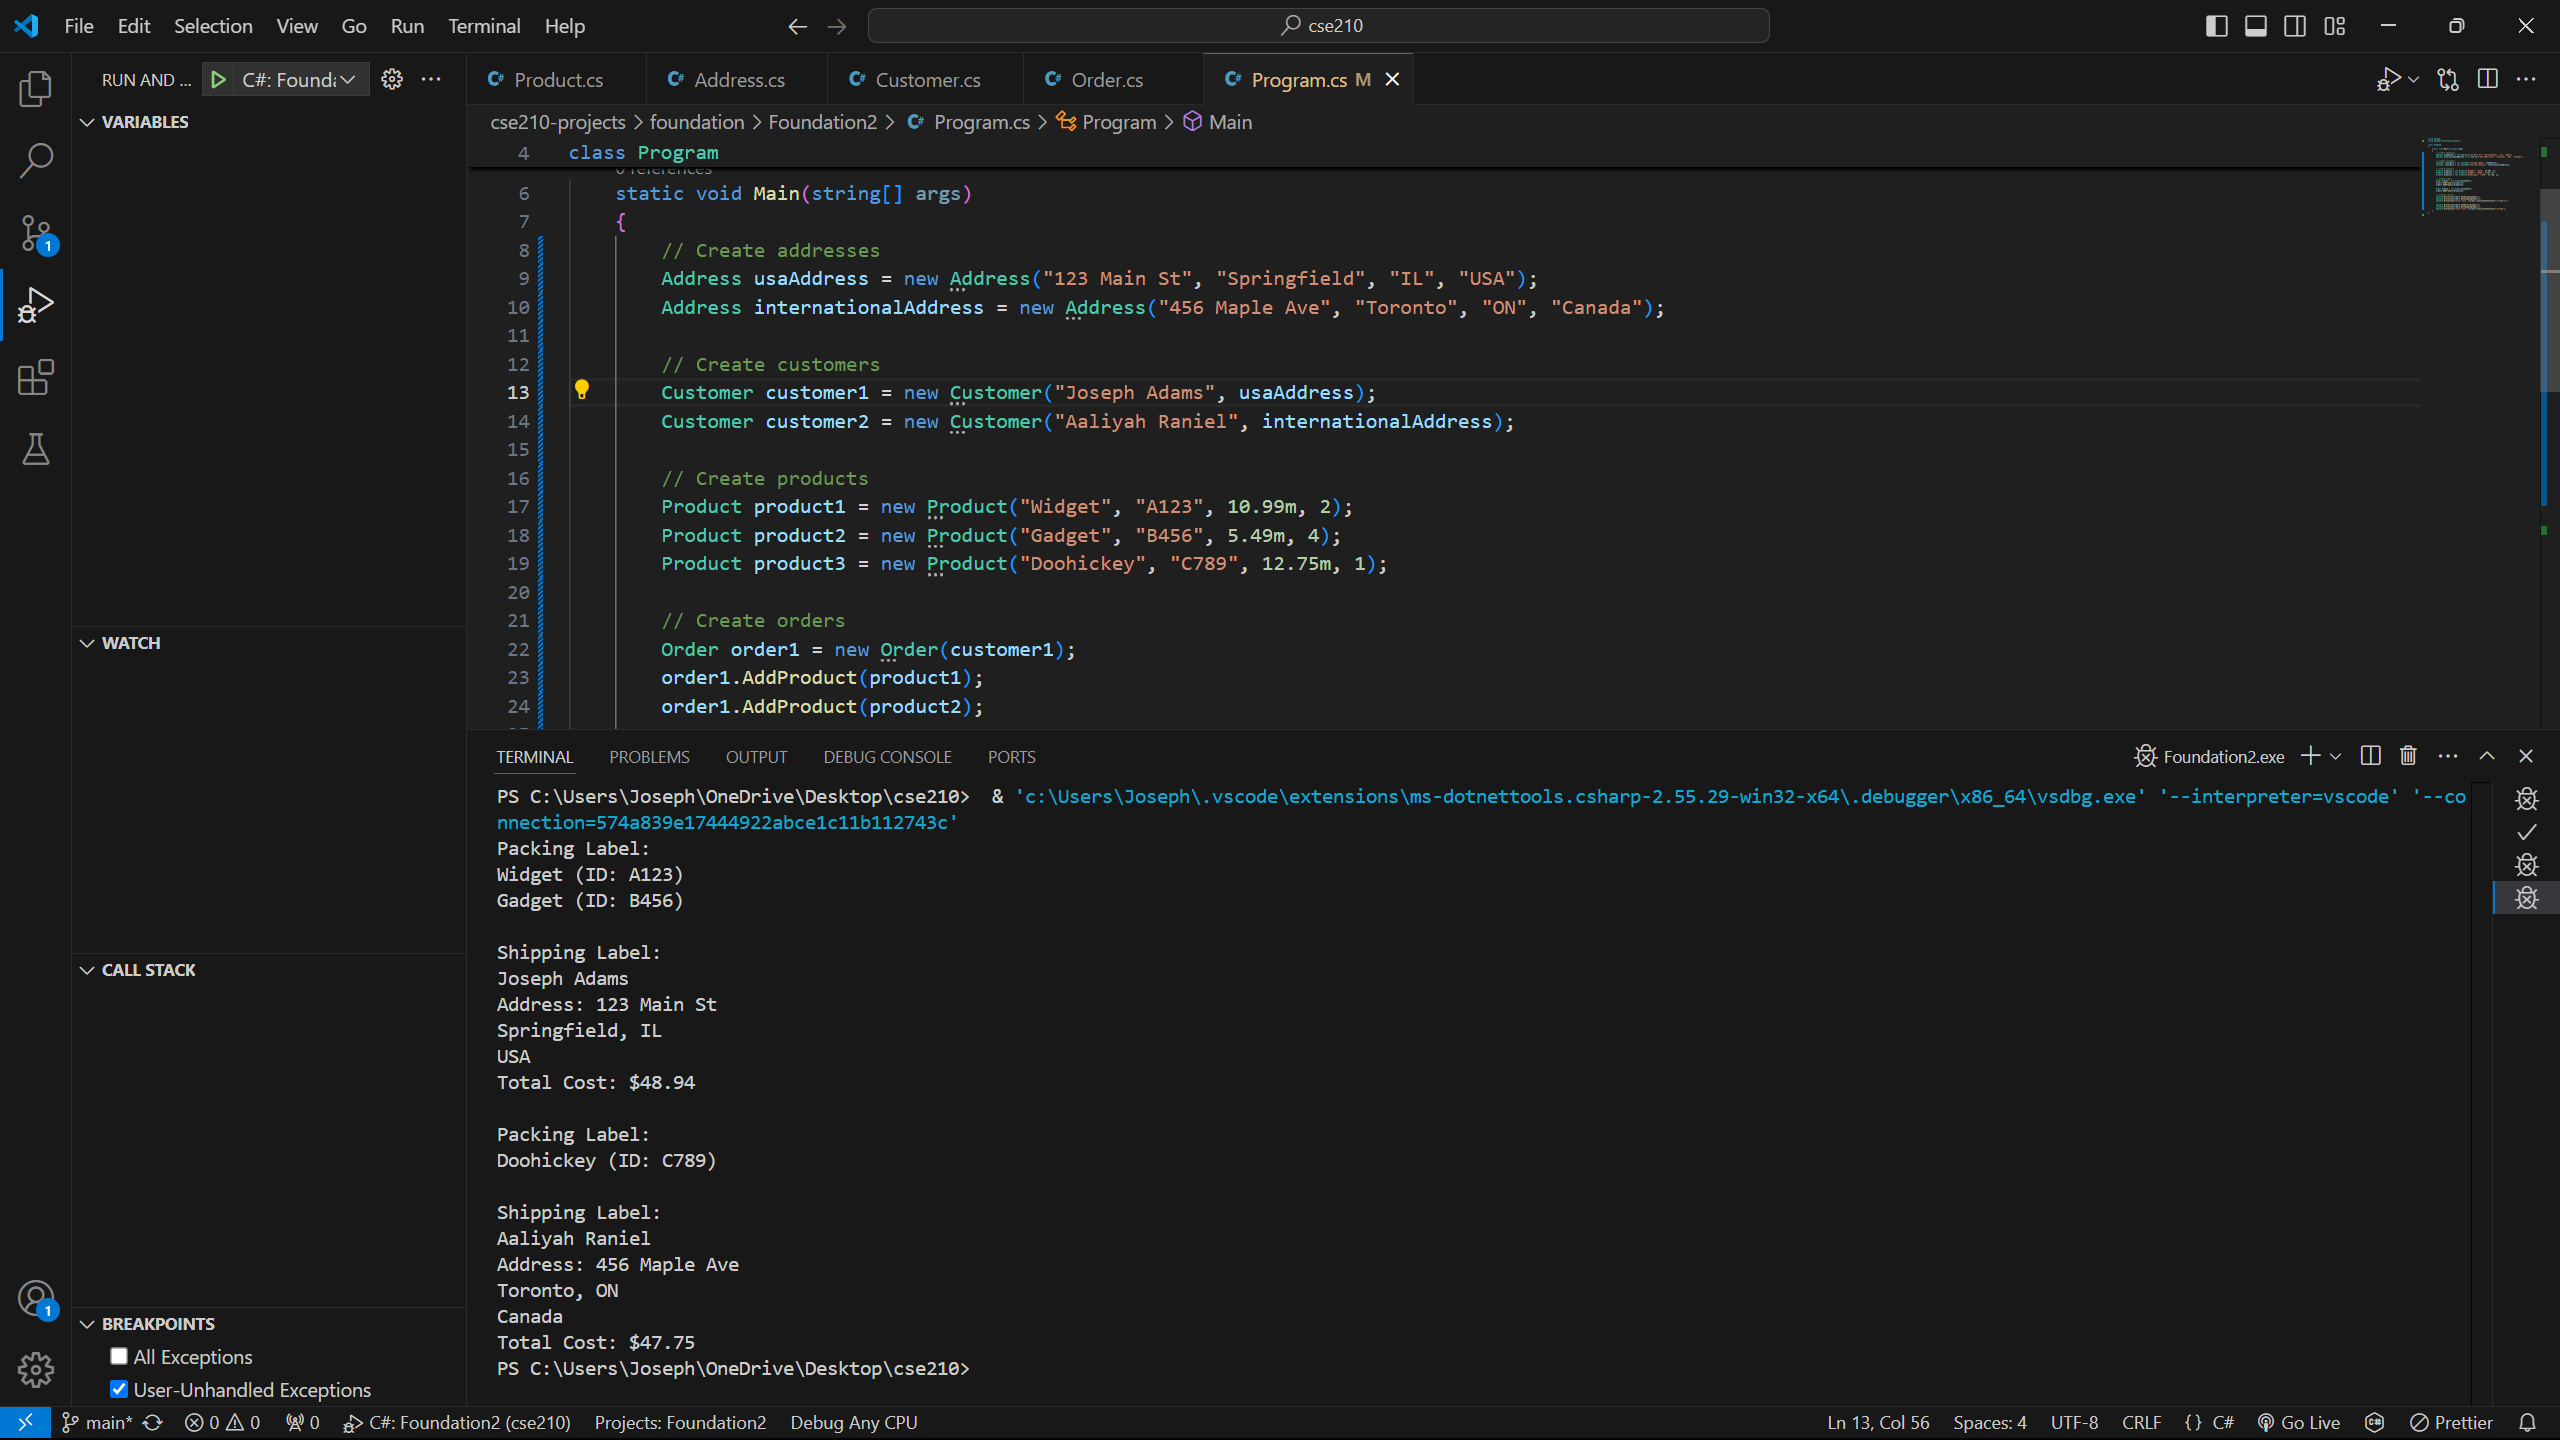 File Edit Selection View Go Run Terminal Help
cse210
RUN AND ... C#: Founda
Product.cs Address.cs Customer.cs Order.cs Program.cs M
cse210-projects > foundation > Foundation2 > Program.cs > Program > Main
VARIABLES
WATCH
CALL STACK
BREAKPOINTS
All Exceptions
User-Unhandled Exceptions
4 class Program
0 references
6 static void Main(string[] args)
7 {
8 // Create addresses
9 Address usaAddress = new Address("123 Main St", "Springfield", "IL", "USA");
10 Address internationalAddress = new Address("456 Maple Ave", "Toronto", "ON", "Canada");
11
12 // Create customers
13 Customer customer1 = new Customer("Joseph Adams", usaAddress);
14 Customer customer2 = new Customer("Aaliyah Raniel", internationalAddress);
15
16 // Create products
17 Product product1 = new Product("Widget", "A123", 10.99m, 2);
18 Product product2 = new Product("Gadget", "B456", 5.49m, 4);
19 Product product3 = new Product("Doohickey", "C789", 12.75m, 1);
20
21 // Create orders
22 Order order1 = new Order(customer1);
23 order1.AddProduct(product1);
24 order1.AddProduct(product2);
TERMINAL PROBLEMS OUTPUT DEBUG CONSOLE PORTS
Foundation2.exe
PS C:\Users\Joseph\OneDrive\Desktop\cse210> & 'c:\Users\Joseph\.vscode\extensions\ms-dotnettools.csharp-2.55.29-win32-x64\.debugger\x86_64\vsdbg.exe' '--interpreter=vscode' '--co
nnection=574a839e17444922abce1c11b112743c'
Packing Label:
Widget (ID: A123)
Gadget (ID: B456)
Shipping Label:
Joseph Adams
Address: 123 Main St
Springfield, IL
USA
Total Cost: $48.94
Packing Label:
Doohickey (ID: C789)
Shipping Label:
Aaliyah Raniel
Address: 456 Maple Ave
Toronto, ON
Canada
Total Cost: $47.75
PS C:\Users\Joseph\OneDrive\Desktop\cse210>
1
1
main* 0 0 0 C#: Foundation2 (cse210) Projects: Foundation2 Debug Any CPU
Ln 13, Col 56 Spaces: 4 UTF-8 CRLF {} C# Go Live Prettier